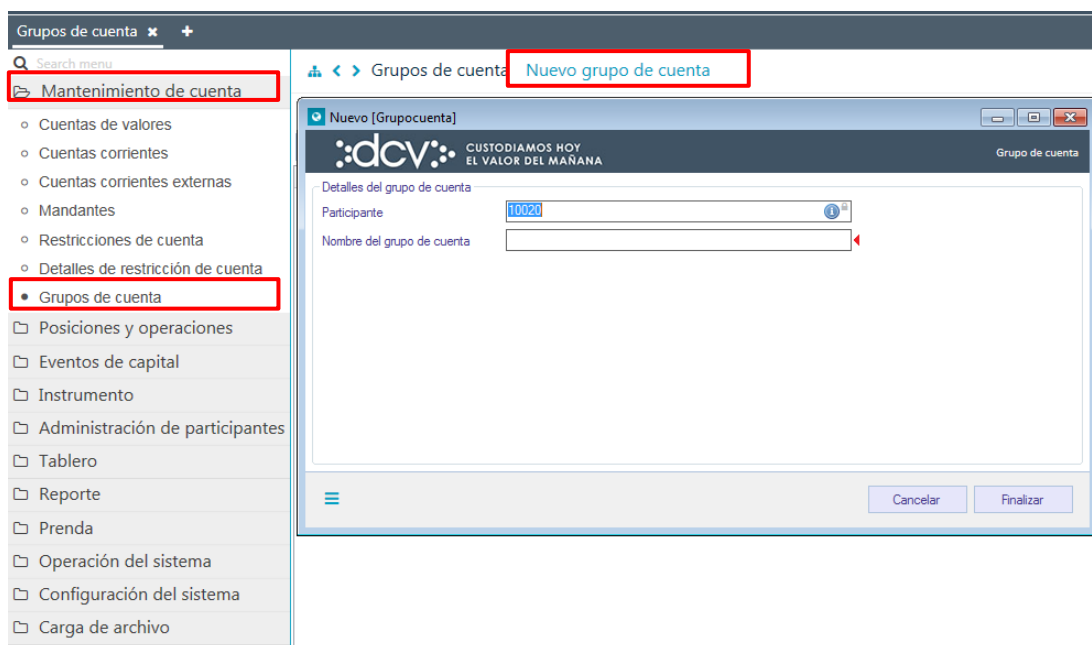 Grupos de cuenta
Search menu
Mantenimiento de cuenta
Cuentas de valores
Cuentas corrientes
Cuentas corrientes externas
Mandantes
Restricciones de cuenta
Detalles de restricción de cuenta
Grupos de cuenta
Posiciones y operaciones
Eventos de capital
Instrumento
Administración de participantes
Tablero
Reporte
Prenda
Operación del sistema
Configuración del sistema
Carga de archivo
Grupos de cuenta Nuevo grupo de cuenta
Nuevo [Grupocuenta]
dcv CUSTODIAMOS HOY
EL VALOR DEL MAÑANA
Grupo de cuenta
Detalles del grupo de cuenta
Participante 10020
Nombre del grupo de cuenta
Cancelar Finalizar